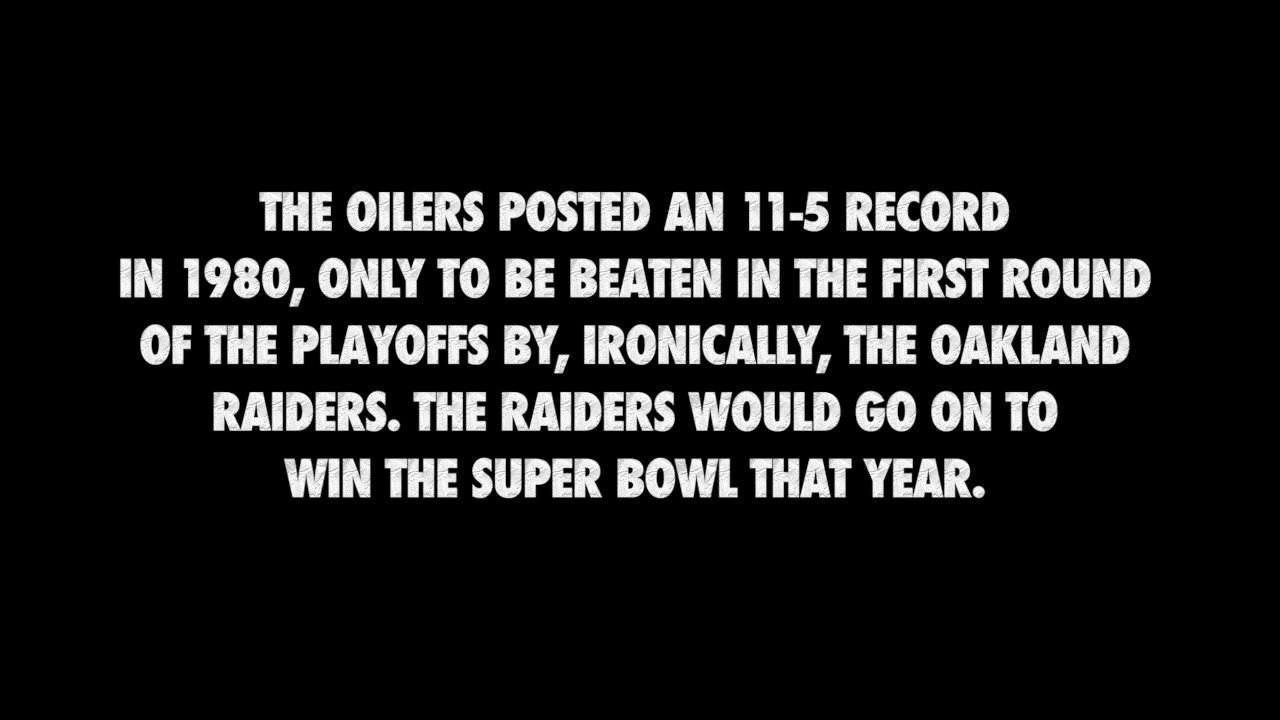 THE OILERS POSTED AN 11-5 RECORD
IN 1980, ONLY TO BE BEATEN IN THE FIRST ROUND
OF THE PLAYOFFS BY, IRONICALLY, THE OAKLAND
RAIDERS. THE RAIDERS WOULD GO ON TO
WIN THE SUPER BOWL THAT YEAR.